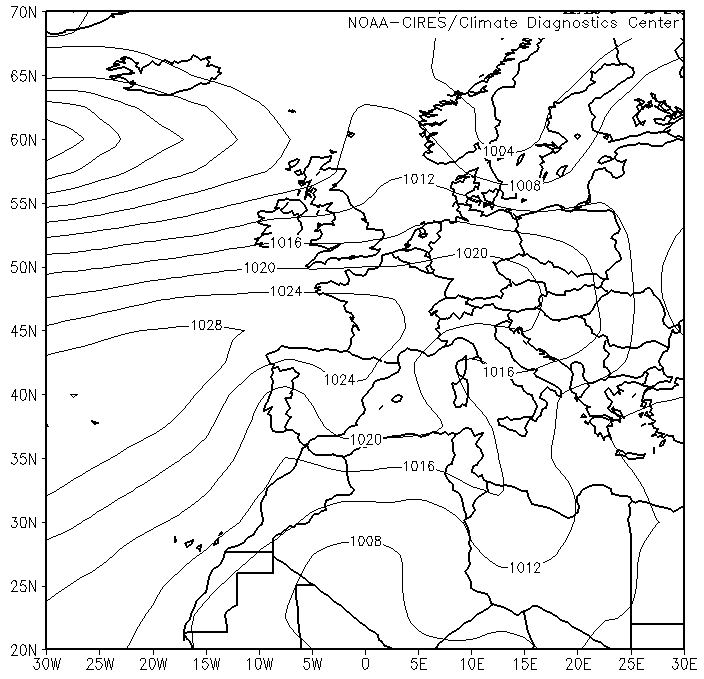 NOAA-CIRES/Climate Diagnostics Center
70N
65N
60N
1004
1012
1008
55N
1016
1020
50N
1020
1024
1028
45N
1016
1024
40N
1020
35N
1016
30N
1008
1012
25N
20N
30W 25W 20W 15W 10W 5W 0 5E 10E 15E 20E 25E 30E